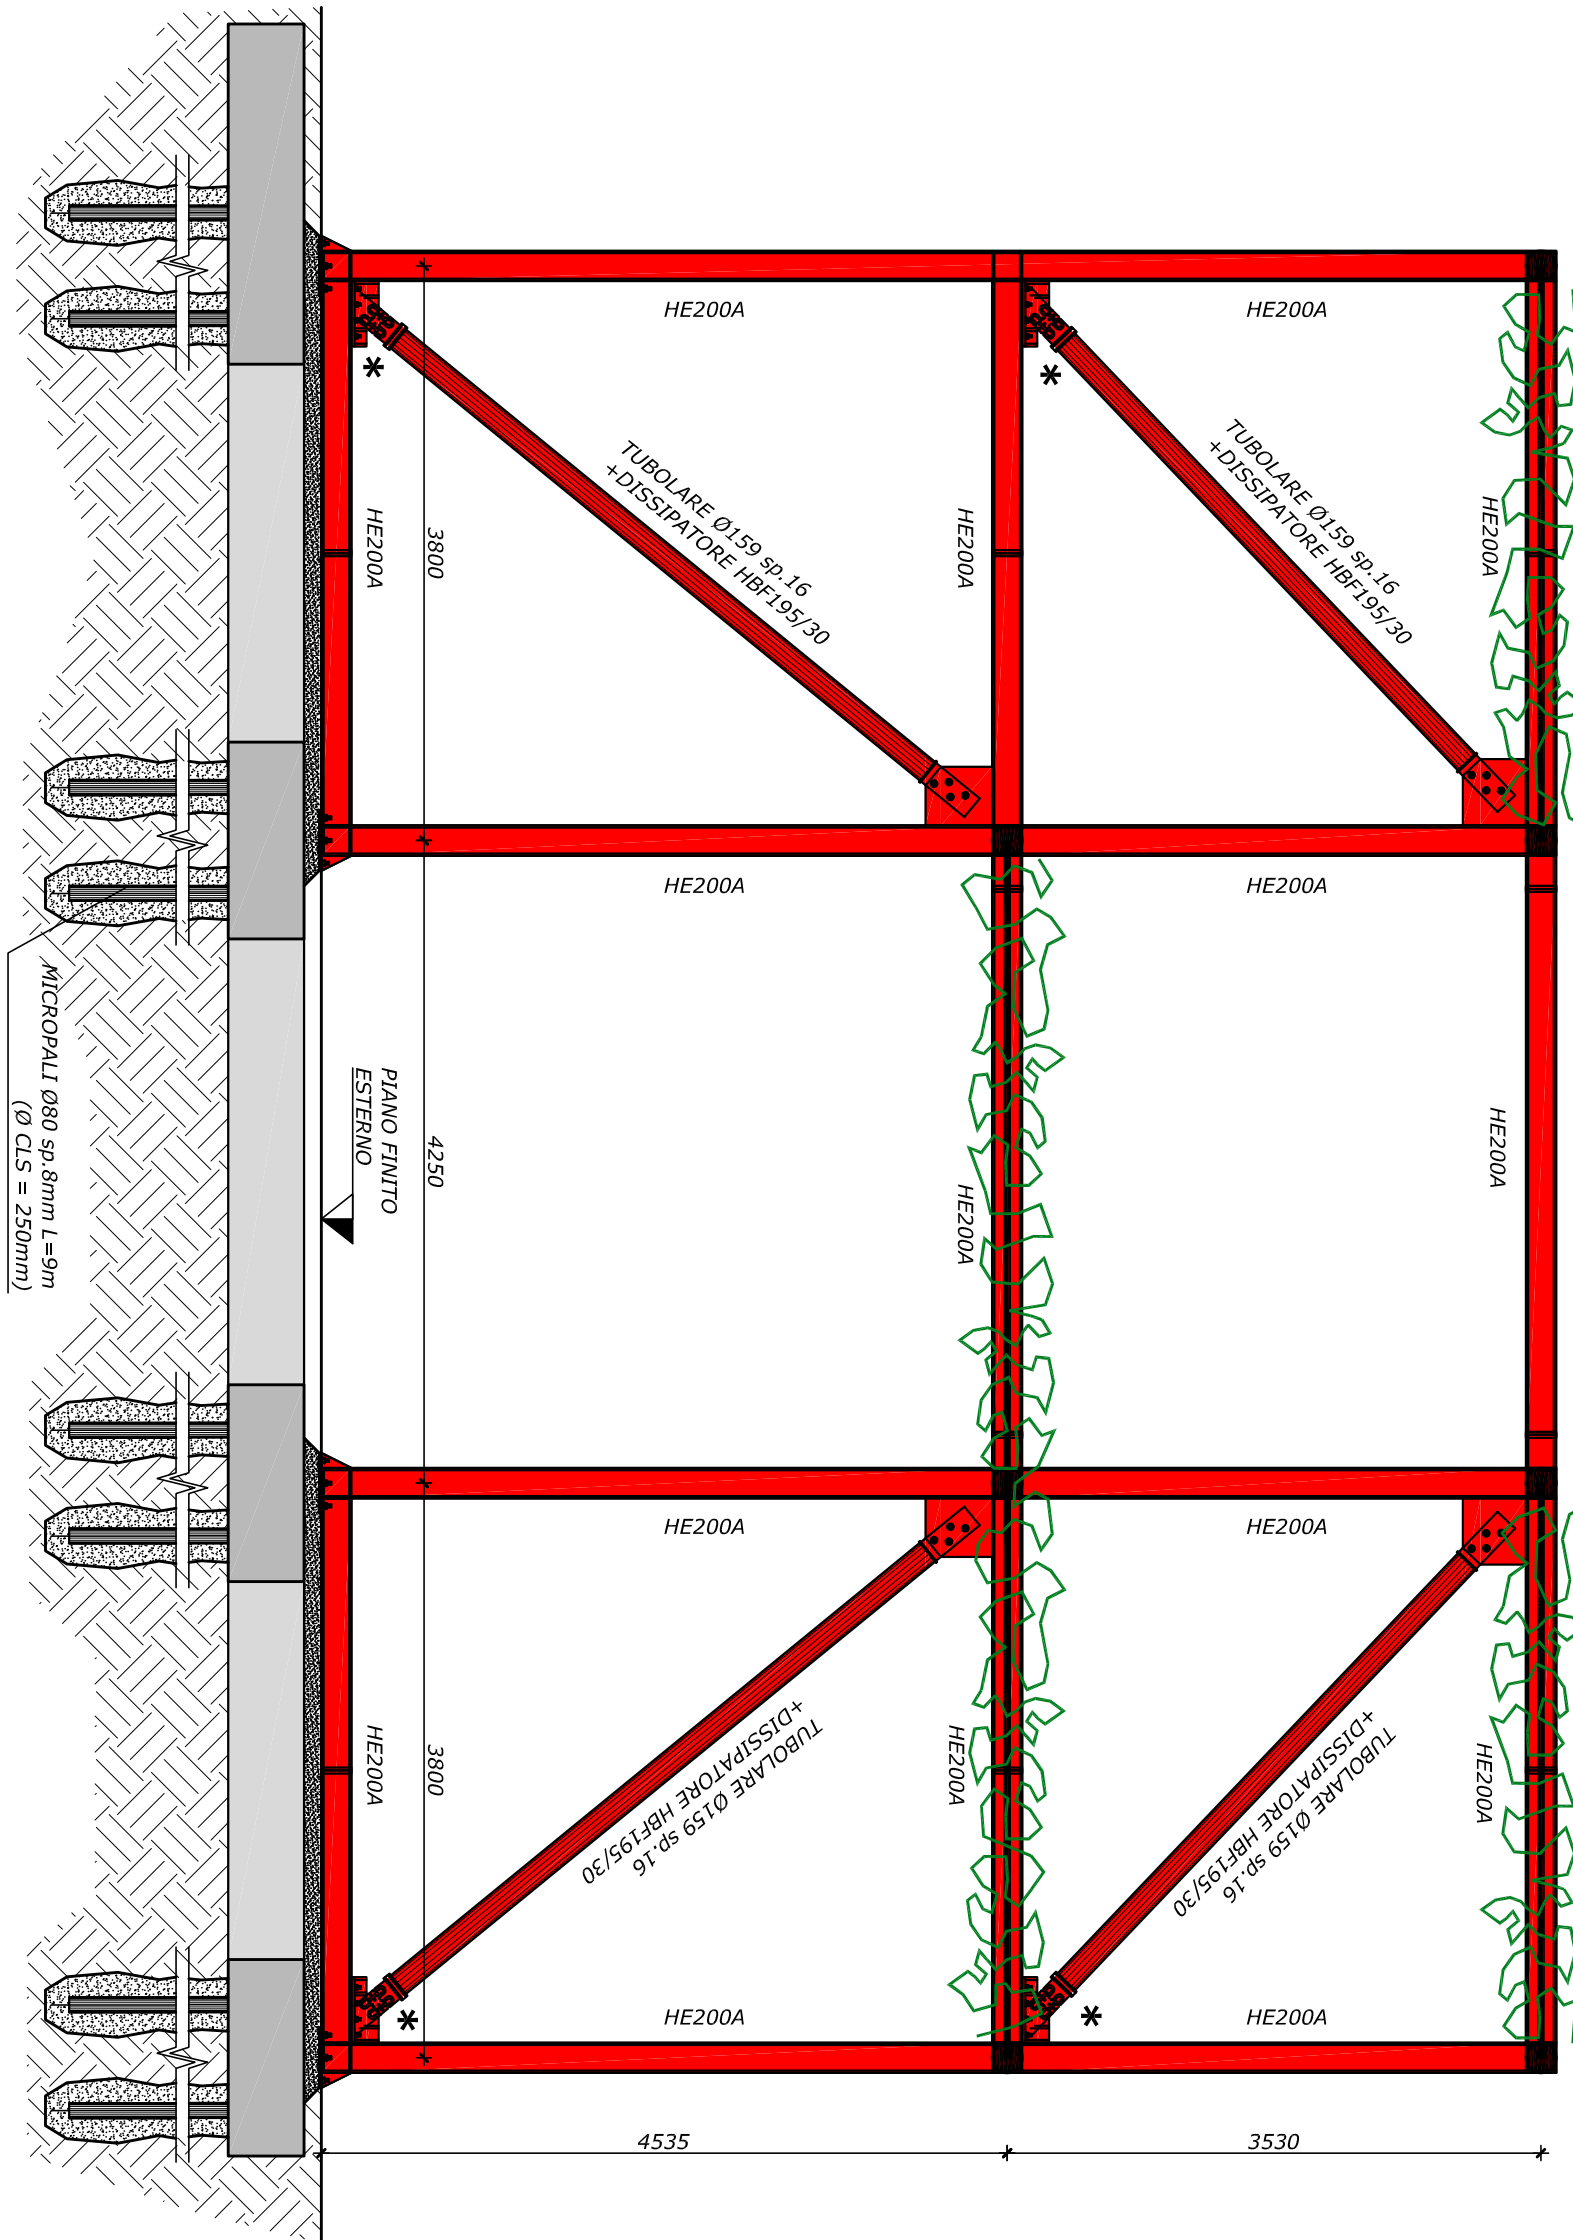 HE200A
HE200A
TUBOLARE Ø159 sp.16
+DISSIPATORE HBF195/30
TUBOLARE Ø159 sp.16
+DISSIPATORE HBF195/30
HE200A
3800
HE200A
HE200A
HE200A
HE200A
MICROPALI Ø80 sp.8mm L=9m
(Ø CLS = 250mm)
PIANO FINITO
ESTERNO
4250
HE200A
HE200A
HE200A
HE200A
TUBOLARE Ø159 sp.16
+DISSIPATORE HBF195/30
TUBOLARE Ø159 sp.16
+DISSIPATORE HBF195/30
HE200A
3800
HE200A
HE200A
HE200A
HE200A
4535
3530